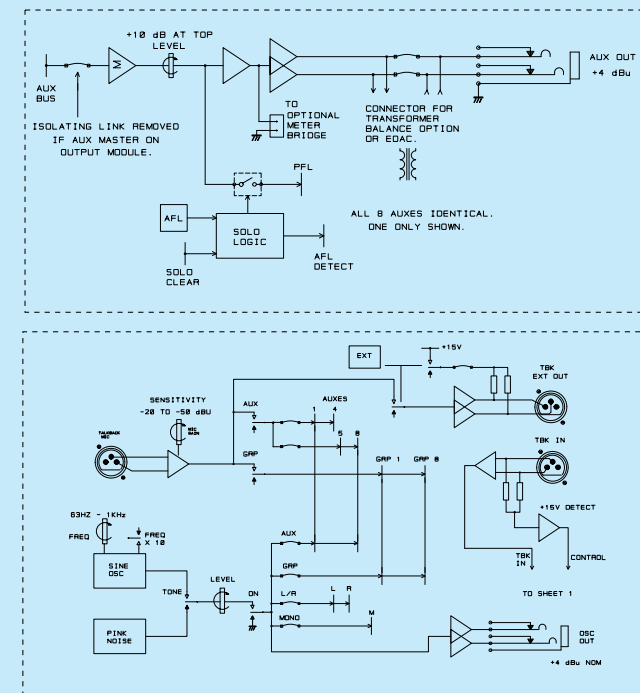 +10 dB AT TOP
LEVEL
M
AUX
BUS
ISOLATING LINK REMOVED
IF AUX MASTER ON
OUTPUT MODULE.
TO
OPTIONAL
METER
BRIDGE
CONNECTOR FOR
TRANSFORMER
BALANCE OPTION
OR EDAC.
AUX OUT
+4 dBu
PFL
AFL
SOLO
LOGIC
SOLO
CLEAR
AFL
DETECT
ALL 8 AUXES IDENTICAL.
ONE ONLY SHOWN.
EXT
+15V
TBK
EXT OUT
SENSITIVITY
-20 TO -50 dBU
MIC
GAIN
TALKBACK
MIC
AUX
AUXES
1 4
5 8
GRP
GRP 1 GRP 8
TBK IN
+15V DETECT
TBK
IN
CONTROL
63HZ - 1KHz
FREQ
FREQ
X 10
SINE
OSC
TONE
LEVEL
ON
PINK
NOISE
AUX
GRP
L/R
L R
MONO
M
TO SHEET 1
OSC
OUT
+4 dBu NOM